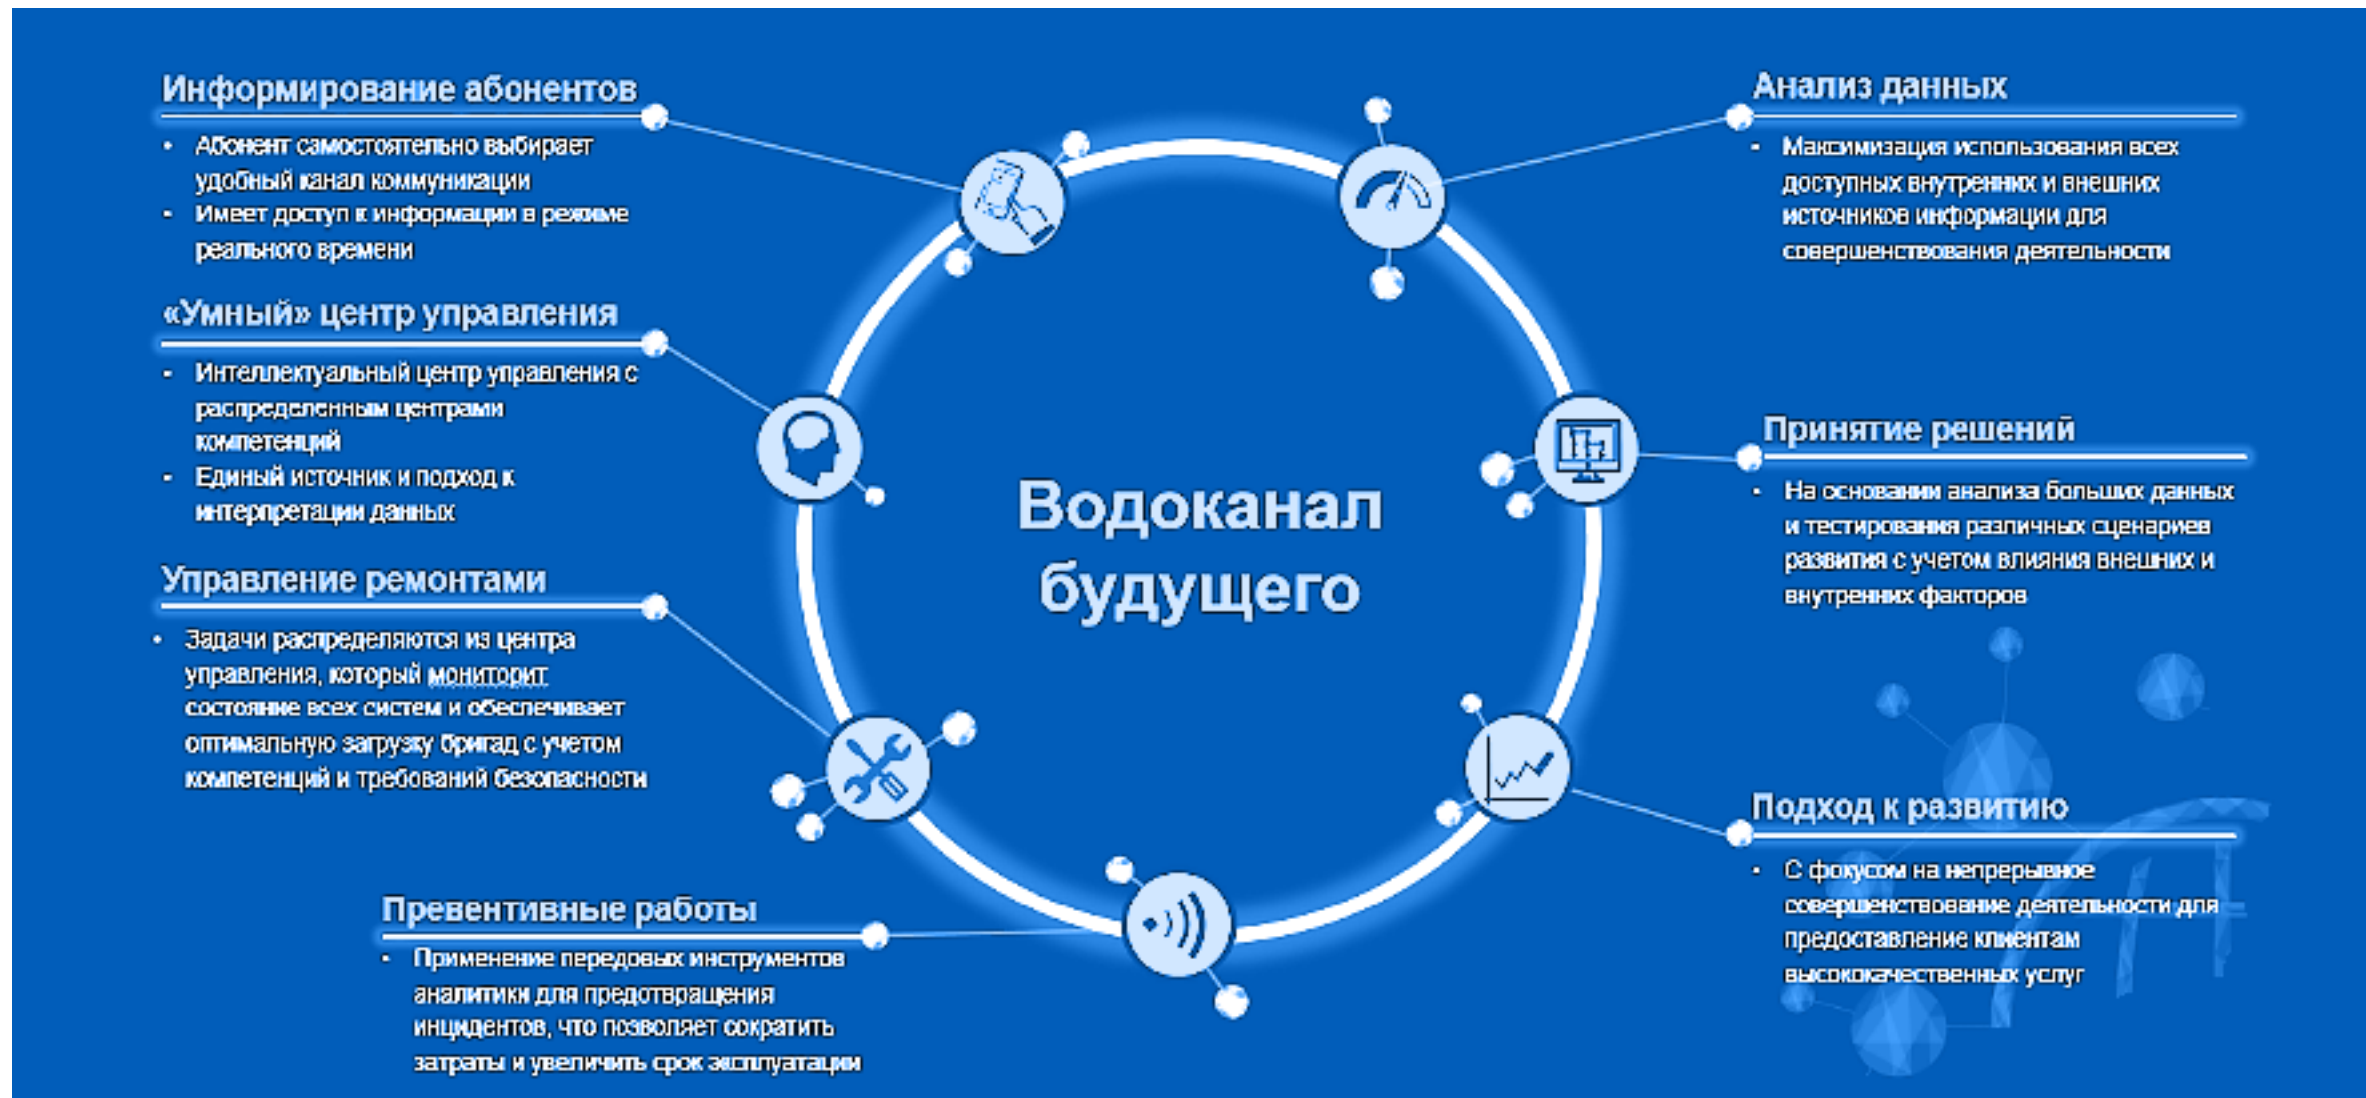 Информирование абонентов
• Абонент самостоятельно выбирает
удобный канал коммуникации
• Имеет доступ к информации в режиме
реального времени
«Умный» центр управления
• Интеллектуальный центр управления с
распределенным центрами
компетенций
• Единый источник и подход к
интерпретации данных
Управление ремонтами
• Задачи распределяются из центра
управления, который мониторит
состояние всех систем и обеспечивает
оптимальную загрузку бригад с учетом
компетенций и требований безопасности
Превентивные работы
• Применение передовых инструментов
аналитики для предотвращения
инцидентов, что позволяет сократить
затраты и увеличить срок эксплуатации
Водоканал
будущего
Анализ данных
• Максимизация использования всех
доступных внутренних и внешних
источников информации для
совершенствования деятельности
Принятие решений
• На основании анализа больших данных
и тестирования различных сценариев
развития с учетом влияния внешних и
внутренних факторов
Подход к развитию
• С фокусом на непрерывное
совершенствование деятельности для
предоставление клиентам
высококачественных услуг